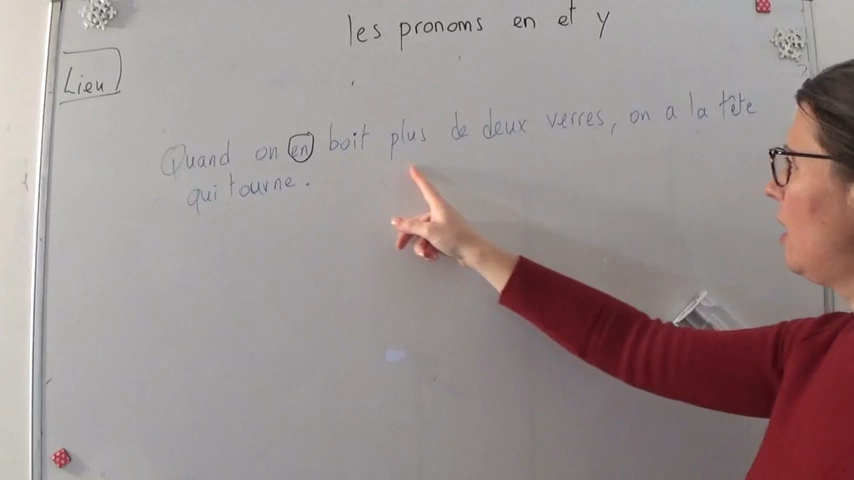 les pronoms en et y
Lieu
Quand on en boit plus de deux verres, on a la tête
qui tourne.